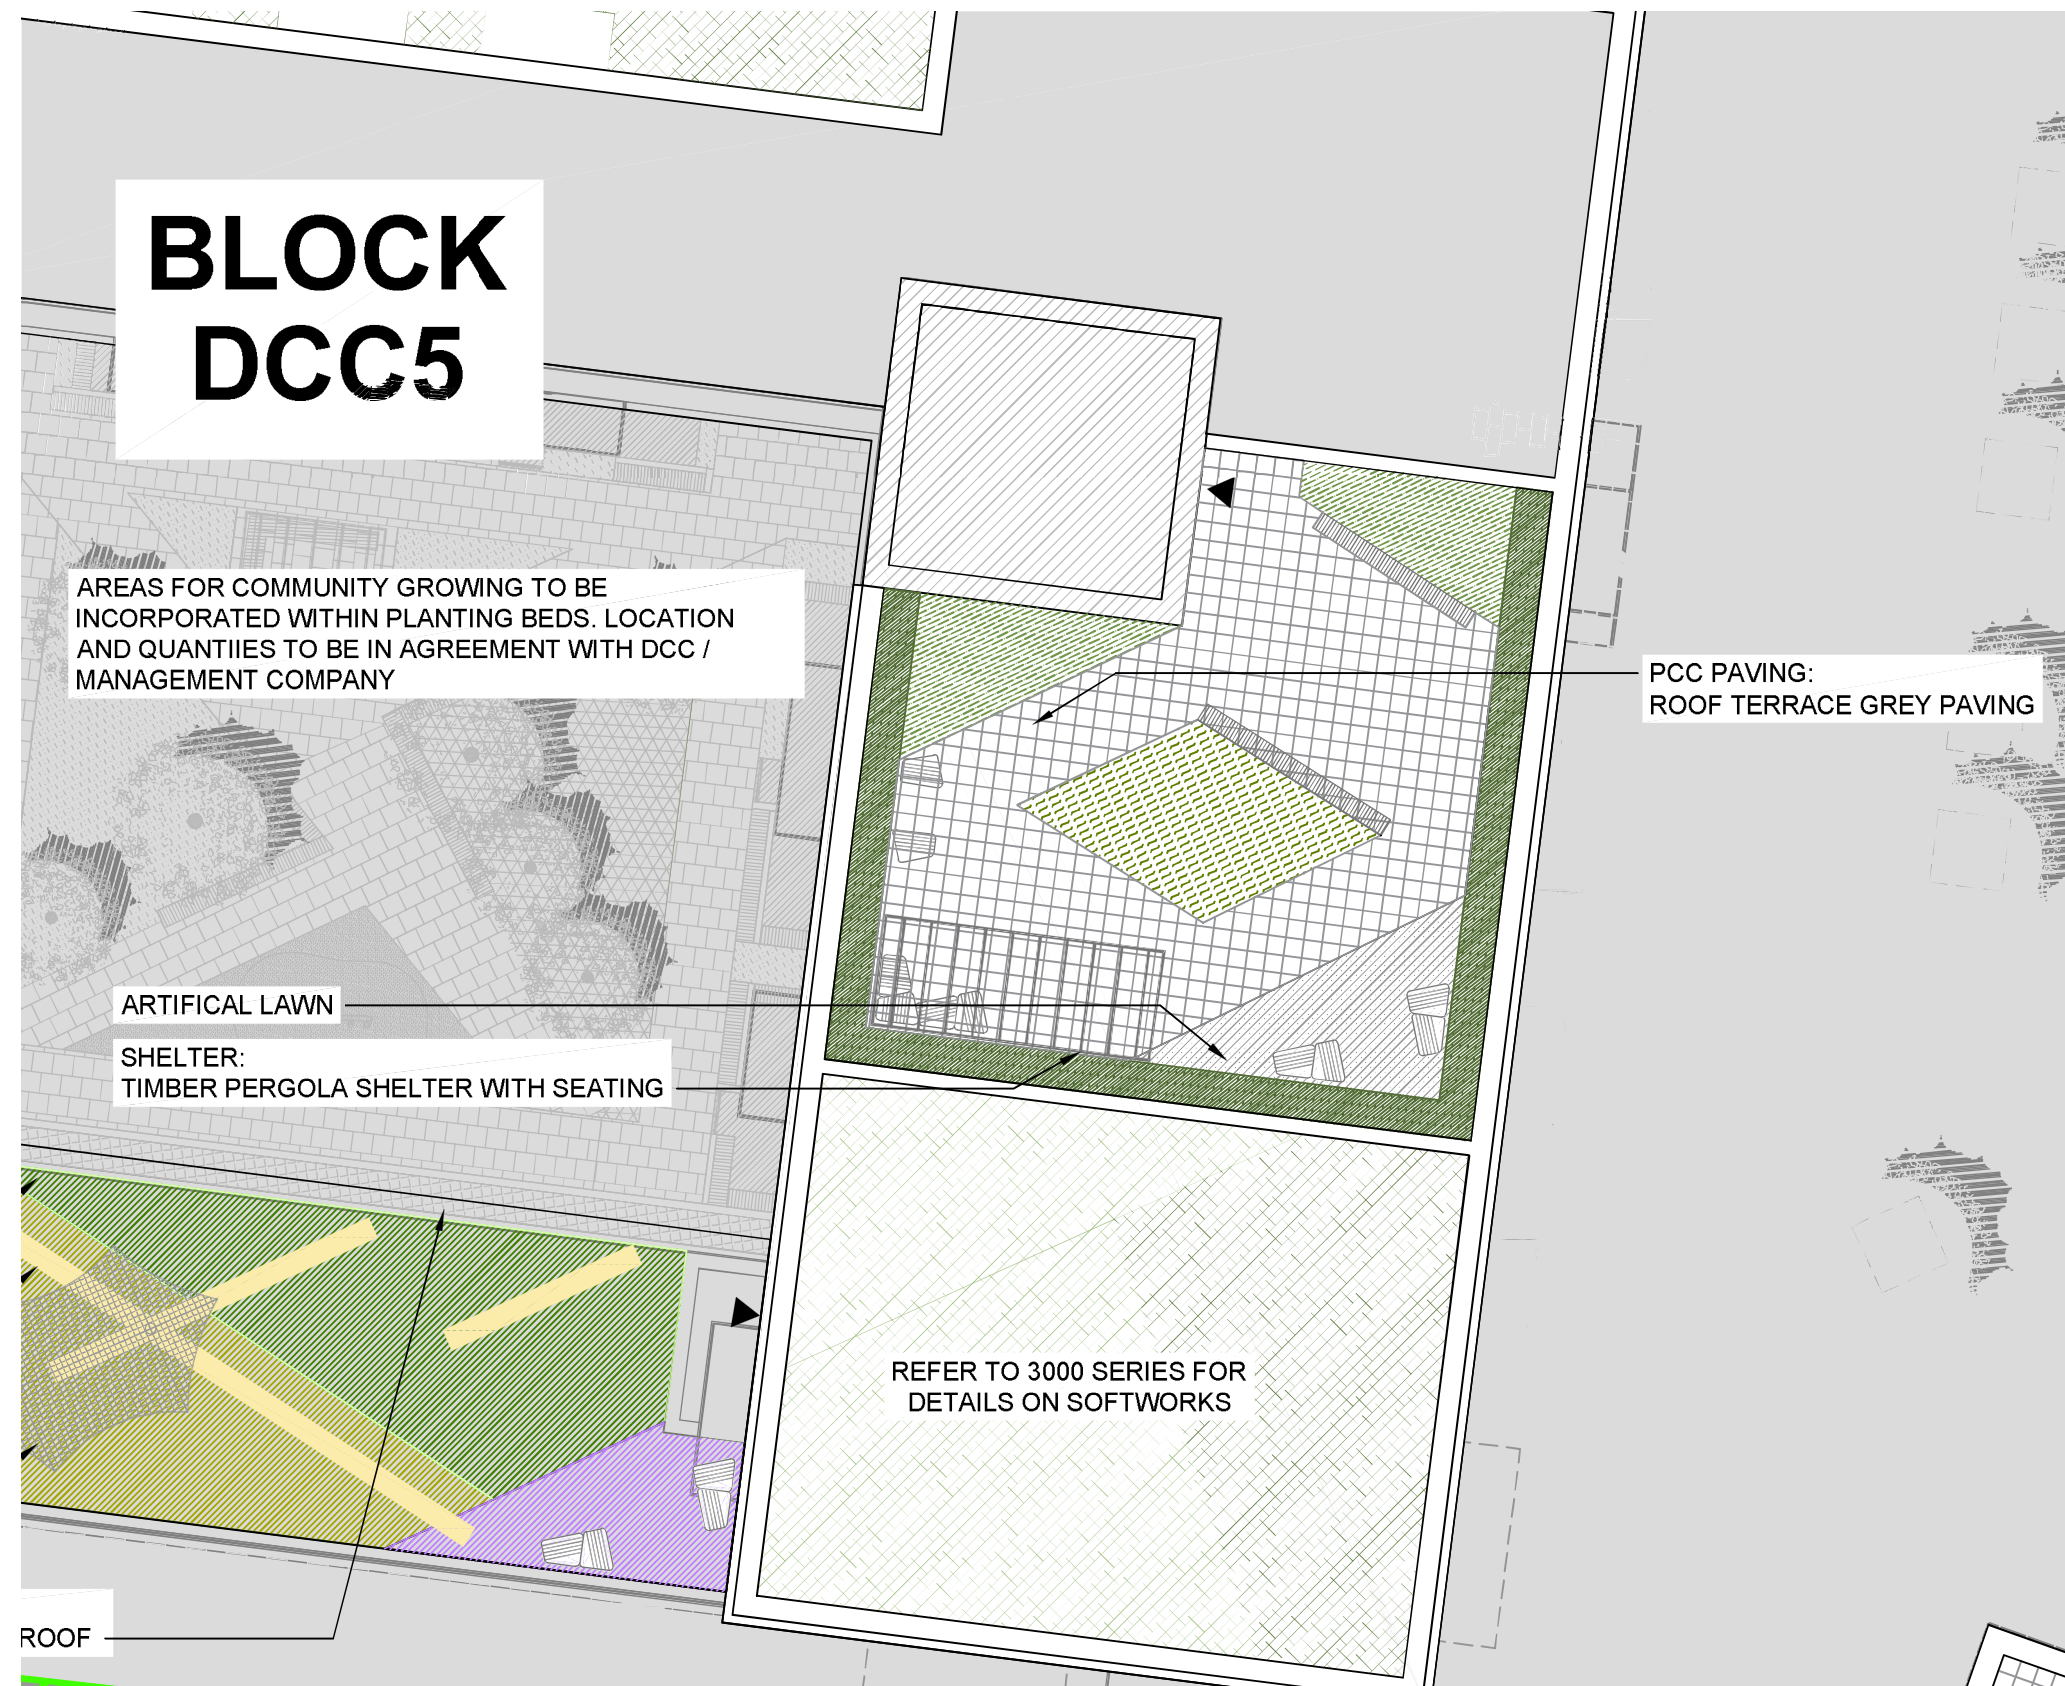 BLOCK
DCC5
AREAS FOR COMMUNITY GROWING TO BE
INCORPORATED WITHIN PLANTING BEDS. LOCATION
AND QUANTIIES TO BE IN AGREEMENT WITH DCC /
MANAGEMENT COMPANY
PCC PAVING:
ROOF TERRACE GREY PAVING
ARTIFICAL LAWN
SHELTER:
TIMBER PERGOLA SHELTER WITH SEATING
REFER TO 3000 SERIES FOR
DETAILS ON SOFTWORKS
ROOF